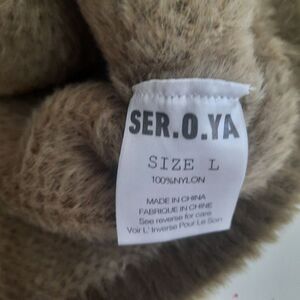 SER.O.YA
SIZE L
100%NYLON
MADE IN CHINA
FABRIQUE IN CHINE
See reverse for care
Voir L' Inverse Pour Le Soin